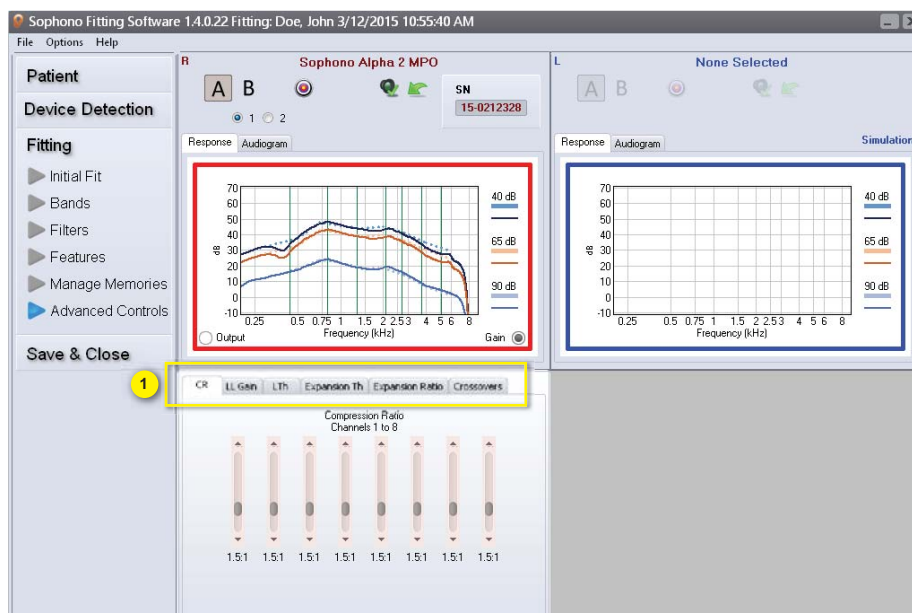 Sophono Fitting Software 1.4.0.22 Fitting: Doe, John 3/12/2015 10:55:40 AM
File Options Help
Patient
Device Detection
Fitting
Initial Fit
Bands
Filters
Features
Manage Memories
Advanced Controls
Save & Close
R
Sophono Alpha 2 MPO
A B
1 2
SN
15-0212328
Response Audiogram
70
60
50
40
30
20
10
0
-10
dB
40 dB
65 dB
90 dB
0.25 0.5 0.75 1 1.5 2 2.5 3 4 5 6 8
Frequency (kHz)
Output
Gain
L
None Selected
A B
Response Audiogram
Simulation
70
60
50
40
30
20
10
0
-10
dB
40 dB
65 dB
90 dB
0.25 0.5 0.75 1 1.5 2 2.5 3 4 5 6 8
Frequency (kHz)
1
CR LL Gain LTh Expansion Th Expansion Ratio Crossovers
Compression Ratio
Channels 1 to 8
1.5:1 1.5:1 1.5:1 1.5:1 1.5:1 1.5:1 1.5:1 1.5:1